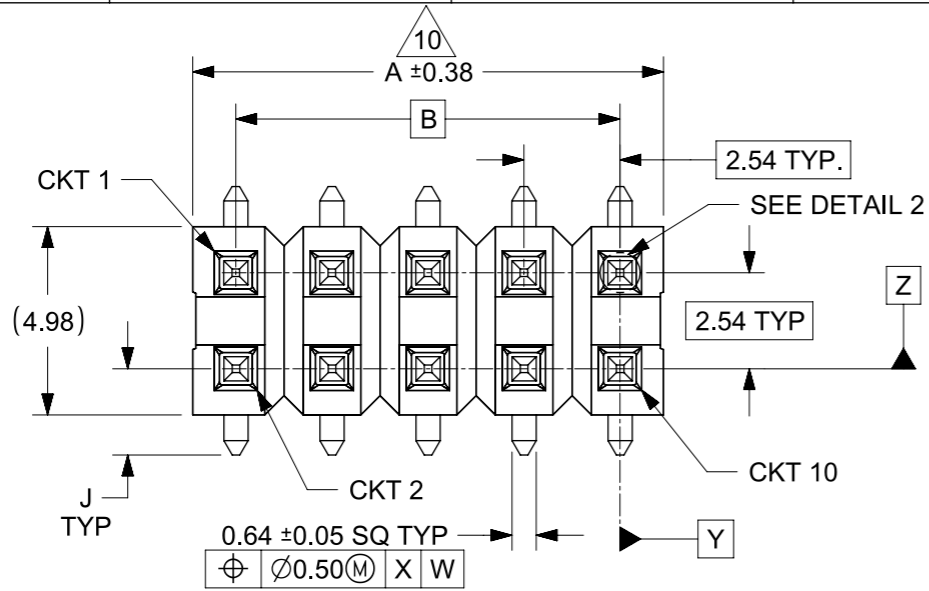 10
A ±0.38
B
2.54 TYP.
CKT 1
SEE DETAIL 2
Z
(4.98)
2.54 TYP
J
TYP
CKT 2
CKT 10
0.64 ±0.05 SQ TYP
Y
⌖ Ø0.50Ⓜ X W